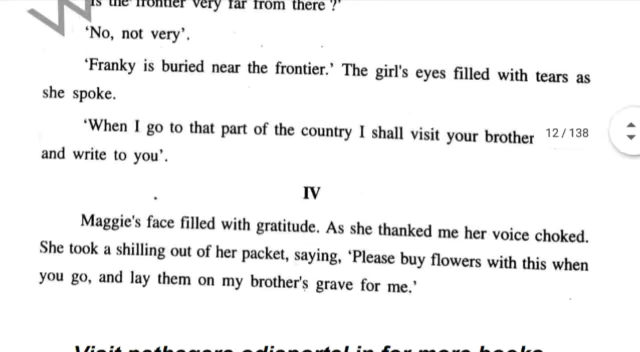 Is the frontier very far from there ?'
'No, not very'.
'Franky is buried near the frontier.' The girl's eyes filled with tears as
she spoke.
'When I go to that part of the country I shall visit your brother
12 / 138
and write to you'.
IV
Maggie's face filled with gratitude. As she thanked me her voice choked.
She took a shilling out of her packet, saying, 'Please buy flowers with this when
you go, and lay them on my brother's grave for me.'
Visit in for more books